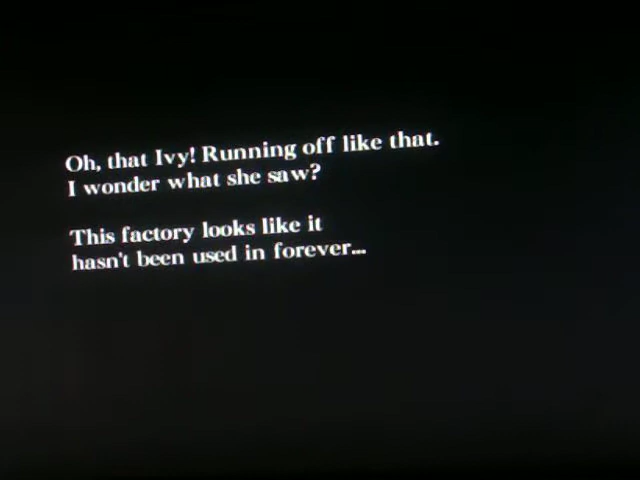 Oh, that Ivy! Running off like that.
I wonder what she saw?
This factory looks like it
hasn't been used in forever...